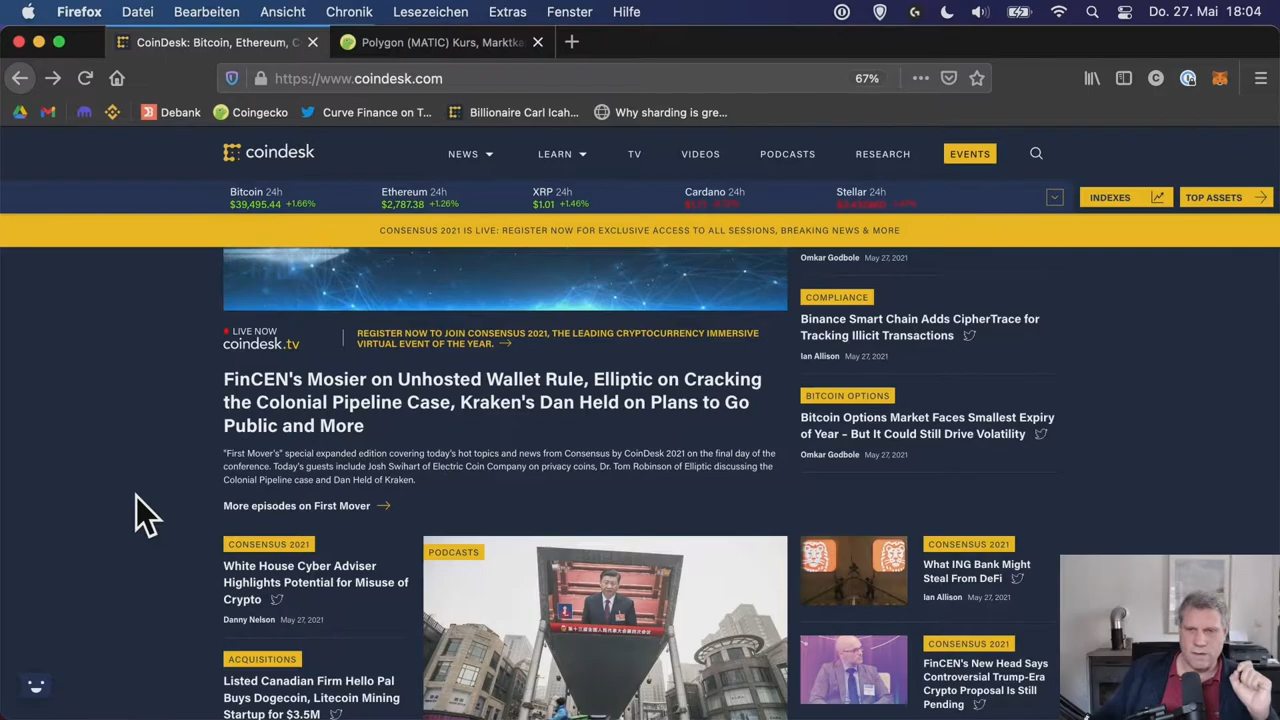 Firefox Datei Bearbeiten Ansicht Chronik Lesezeichen Extras Fenster Hilfe Do. 27. Mai 18:04
CoinDesk: Bitcoin, Ethereum, C
Polygon (MATIC) Kurs, Marktka
https://www.coindesk.com 67%
Debank Coingecko Curve Finance on T... Billionaire Carl Icah... Why sharding is gre...
coindesk NEWS LEARN TV VIDEOS PODCASTS RESEARCH EVENTS
Bitcoin 24h Ethereum 24h XRP 24h Cardano 24h Stellar 24h
$39,495.44 +1.66% $2,787.38 +1.26% $1.01 +1.46%
INDEXES TOP ASSETS
CONSENSUS 2021 IS LIVE: REGISTER NOW FOR EXCLUSIVE ACCESS TO ALL SESSIONS, BREAKING NEWS & MORE
LIVE NOW
coindesk.tv
REGISTER NOW TO JOIN CONSENSUS 2021, THE LEADING CRYPTOCURRENCY IMMERSIVE
VIRTUAL EVENT OF THE YEAR.
FinCEN's Mosier on Unhosted Wallet Rule, Elliptic on Cracking
the Colonial Pipeline Case, Kraken's Dan Held on Plans to Go
Public and More
"First Mover's" special expanded edition covering today's hot topics and news from Consensus by CoinDesk 2021 on the final day of the
conference. Today's guests include Josh Swihart of Electric Coin Company on privacy coins, Dr. Tom Robinson of Elliptic discussing the
Colonial Pipeline case and Dan Held of Kraken.
More episodes on First Mover
Omkar Godbole May 27, 2021
COMPLIANCE
Binance Smart Chain Adds CipherTrace for
Tracking Illicit Transactions
Ian Allison May 27, 2021
BITCOIN OPTIONS
Bitcoin Options Market Faces Smallest Expiry
of Year – But It Could Still Drive Volatility
Omkar Godbole May 27, 2021
CONSENSUS 2021
White House Cyber Adviser
Highlights Potential for Misuse of
Crypto
Danny Nelson May 27, 2021
ACQUISITIONS
Listed Canadian Firm Hello Pal
Buys Dogecoin, Litecoin Mining
Startup for $3.5M
PODCASTS
CONSENSUS 2021
What ING Bank Might
Steal From DeFi
Ian Allison May 27, 2021
CONSENSUS 2021
FinCEN's New Head Says
Controversial Trump-Era
Crypto Proposal Is Still
Pending